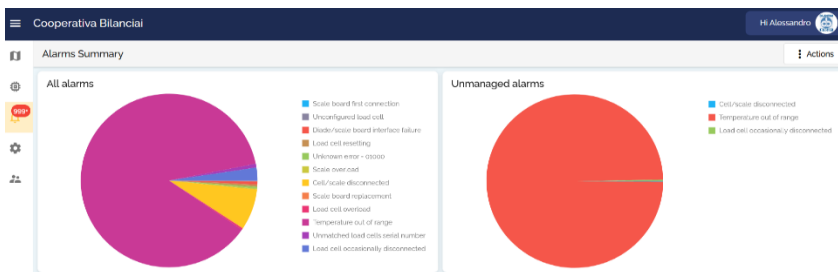 Cooperativa Bilanciai
Hi Alessandro
Alarms Summary
Actions
999+
All alarms
Scale board first connection
Unconfigured load cell
Diade/scale board interface failure
Load cell resetting
Unknown error - 01000
Scale overload
Cell/scale disconnected
Scale board replacement
Load cell overload
Temperature out of range
Unmatched load cells serial number
Load cell occasionally disconnected
Unmanaged alarms
Cell/scale disconnected
Temperature out of range
Load cell occasionally disconnected